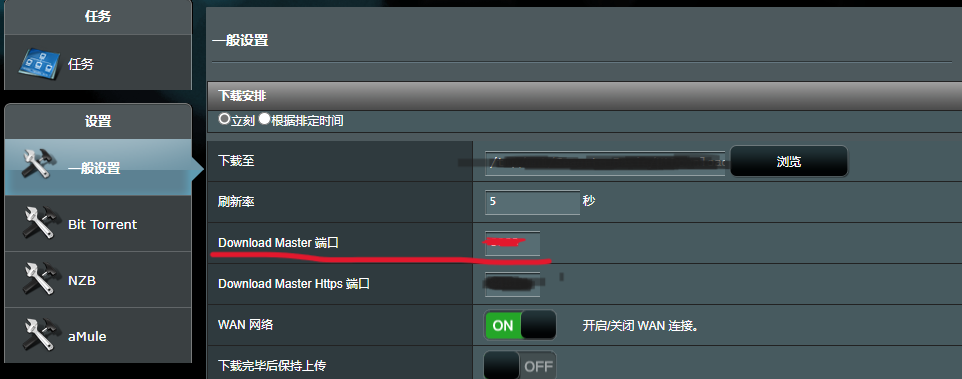 任务
任务
设置
一般设置
Bit Torrent
NZB
aMule
一般设置
下载安排
立刻 根据排定时间
下载至 浏览
刷新率 5 秒
Download Master 端口
Download Master Https 端口
WAN 网络 ON 开启/关闭 WAN 连接。
下载完毕后保持上传 OFF